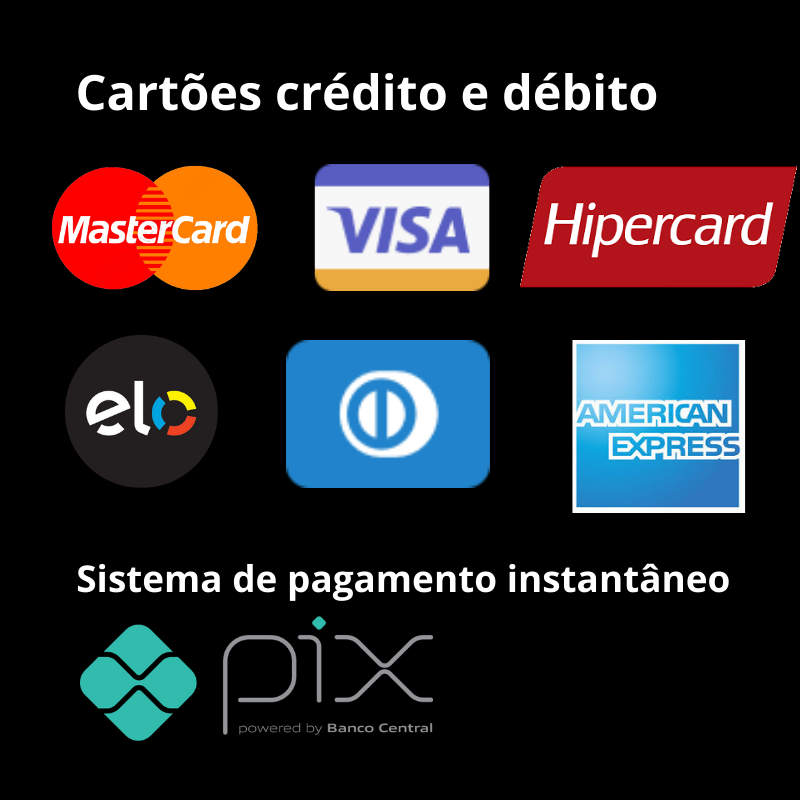 Cartões crédito e débito
MasterCard
VISA
Hipercard
elo
AMERICAN
EXPRESS
Sistema de pagamento instantâneo
pix
powered by Banco Central